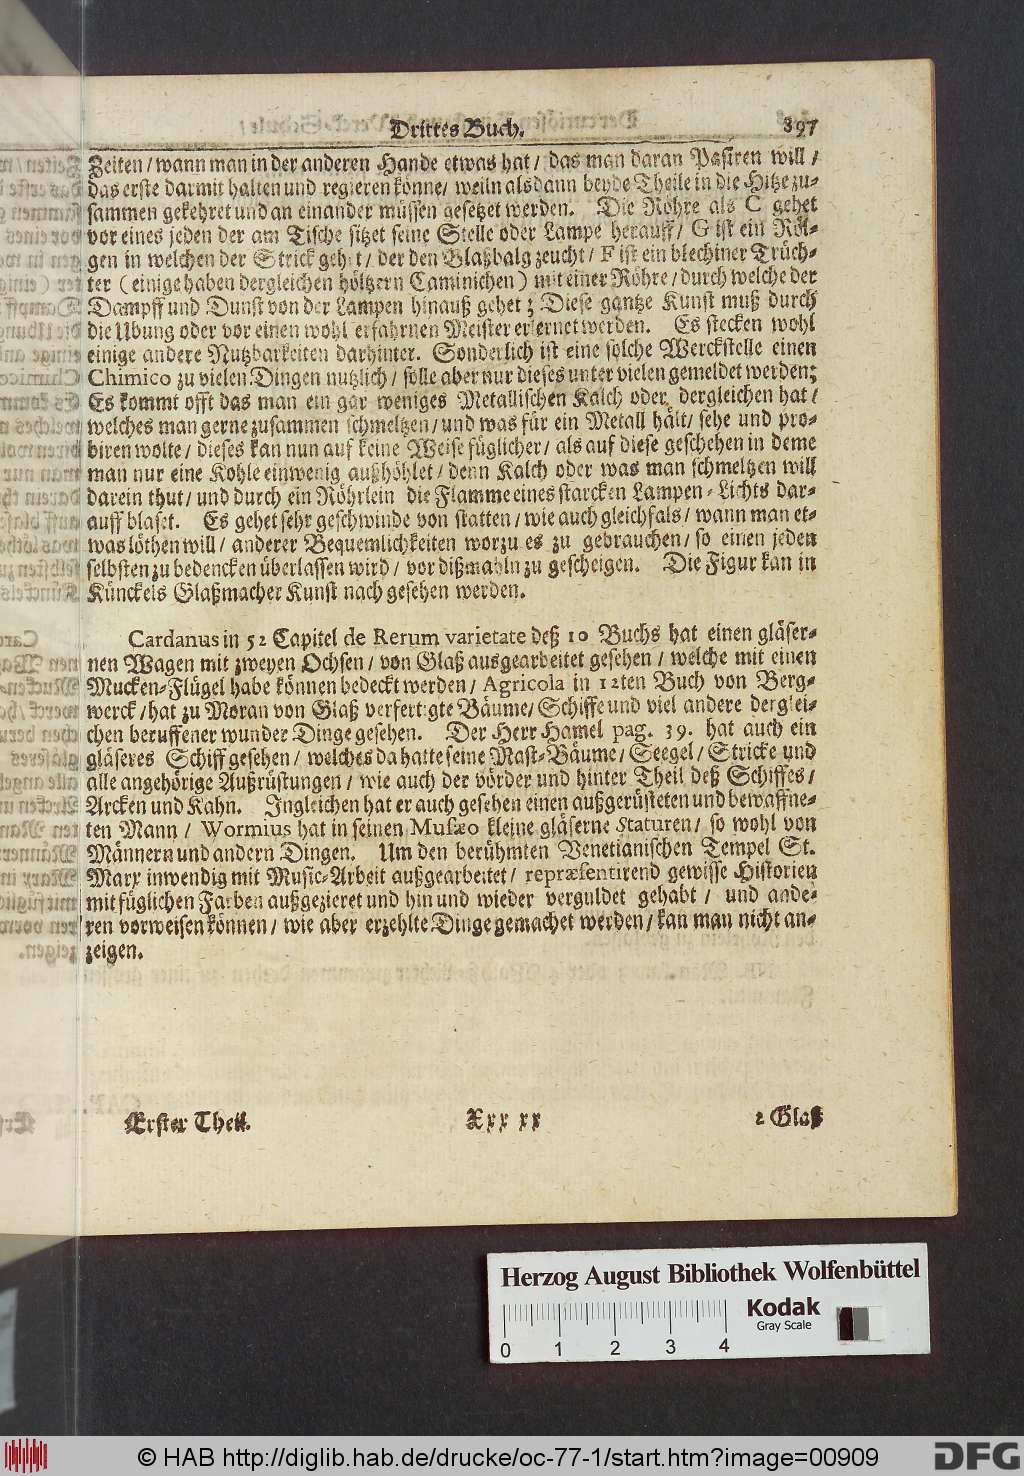 Drittes Buch. 897
Zeiten / wann man in der anderen Hande etwas hat / das man daran Pasiren will /
das erste darmit halten und regieren könne / weiln alsdann beyde Theile in die Hitze zu-
sammen gekehret und an einander müssen gesetzet werden. Die Röhre als C gehet
vor eines jeden der am Tische sitzet seine Stelle oder Lampe herauff / G ist ein Röl-
gen in welchen der Strick gehet / der den Blaßbalg zeucht / F ist ein blechiner Trüch-
ter ( einige haben dergleichen höltzern Caminichen ) mit einer Röhre / durch welche der
Dampff und Dunst von der Lampen hinauß gehet ; Diese gantze Kunst muß durch
die Ubung oder vor einen wohl erfahrnen Meister erlernet werden. Es stecken wohl
einige andere Nutzbarkeiten darhinter. Sonderlich ist eine solche Werckstelle einen
Chimico zu vielen Dingen nutzlich / solle aber nur dieses unter vielen gemeldet werden;
Es kommt offt das man ein gar weniges Metallischen Kalch oder dergleichen hat /
welches man gerne zusammen schmeltzen / und was für ein Metall hält / sehe und pro-
biren wolte / dieses kan nun auf keine Weise füglicher / als auf diese geschehen in deme
man nur eine Kohle einwenig außhöhlet / denn Kalch oder was man schmeltzen will
darein thut / und durch ein Röhrlein die Flamme eines starcken Lampen-Lichts dar-
auff blaset. Es gehet sehr geschwinde von statten / wie auch gleichfals / wann man et-
was löthen will / anderer Bequemlichkeiten worzu es zu gebrauchen / so einen jeden
selbsten zu bedencken überlassen wird / vor dißmahln zu gescheigen. Die Figur kan in
Künckels Glaßmacher Kunst nach gesehen werden.
Cardanus in 52 Capitel de Rerum varietate deß 10 Buchs hat einen gläser-
nen Wagen mit zweyen Ochsen / von Glaß ausgearbeitet gesehen / welche mit einen
Mucken-Flügel habe können bedeckt werden / Agricola in 12ten Buch von Berg-
werck / hat zu Moran von Glaß verfertigte Bäume / Schiffe und viel andere derglei-
chen beruffener wunder Dinge gesehen. Der Herr Hamel pag. 39. hat auch ein
gläseres Schiff gesehen / welches da hatte seine Mast-Bäume / Seegel / Stricke und
alle angehörige Außrüstungen / wie auch der vörder und hinter Theil deß Schiffes /
Arcken und Kahn. Ingleichen hat er auch gesehen einen außgerüsteten und bewaffne-
ten Mann / Wormius hat in seinen Musæo kleine gläserne Staturen / so wohl von
Männern und andern Dingen. Um den berühmten Venetianischen Tempel St.
Marx inwendig mit Music-Arbeit außgearbeitet / repræsentirend gewisse Historien
mit füglichen Farben außgezieret und hin und wieder verguldet gehabt / und ande-
ren vorweisen können / wie aber erzehlte Dinge gemachet werden / kan man nicht an-
zeigen.
Erster Theil. Xxx xx 2 Glaß
Herzog August Bibliothek Wolfenbüttel
Kodak
Gray Scale
0 1 2 3 4
© HAB http://diglib.hab.de/drucke/oc-77-1/start.htm?image=00909
DFG